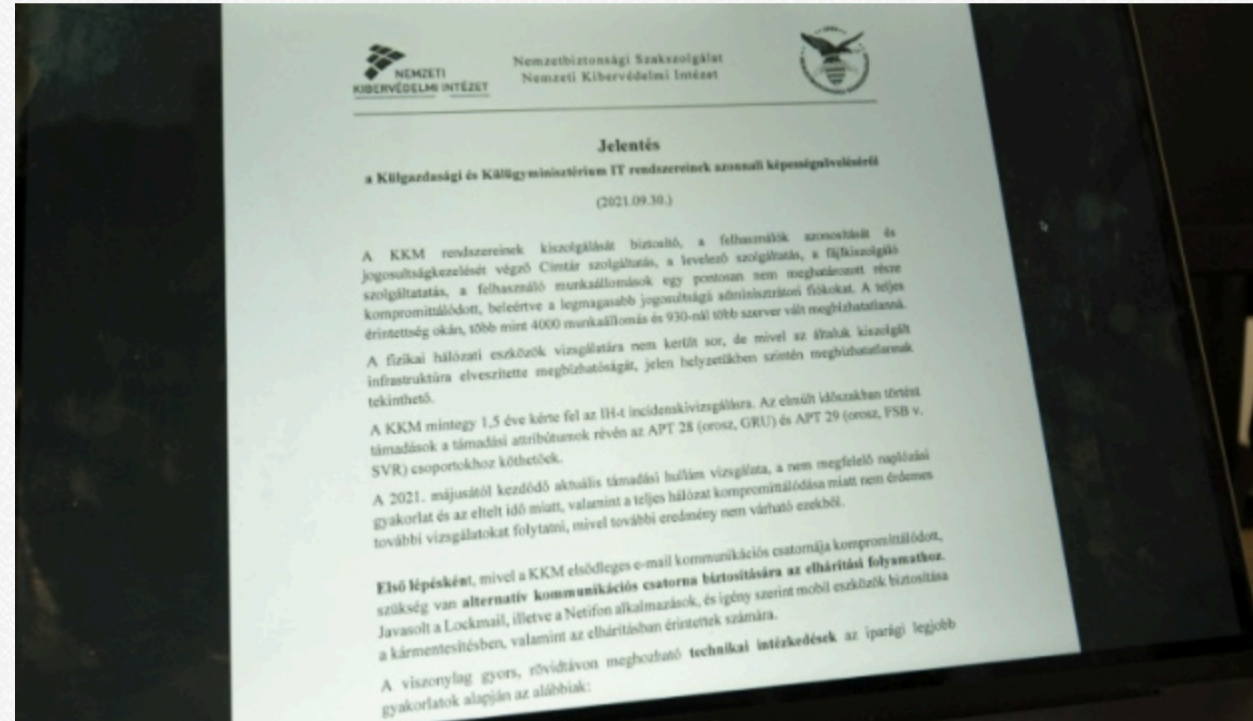 NEMZETI
KIBERVÉDELMI INTÉZET
Nemzetbiztonsági Szakszolgálat
Nemzeti Kibervédelmi Intézet
Jelentés
a Külgazdasági és Külügyminisztérium IT rendszereinek azonnali képességnöveléséről
(2021.09.30.)
A KKM rendszereinek kiszolgálását biztosító, a felhasználók azonosítását és
jogosultságkezelését végző Címtár szolgáltatás, a levelező szolgáltatás, a fájlkiszolgáló
szolgáltatatás, a felhasználó munkaállomások egy pontosan nem meghatározott része
kompromittálódott, beleértve a legmagasabb jogosultságú adminisztrátori fiókokat. A teljes
érintettség okán, több mint 4000 munkaállomás és 930-nál több szerver vált megbízhatatlanná.
A fizikai hálózati eszközök vizsgálatára nem került sor, de mivel az általuk kiszolgált
infrastruktúra elveszítette megbízhatóságát, jelen helyzetükben szintén megbízhatatlannak
tekinthető.
A KKM mintegy 1,5 éve kérte fel az IH-t incidenskivizsgálásra. Az elmúlt időszakban történt
támadások a támadási attribútumok révén az APT 28 (orosz, GRU) és APT 29 (orosz, FSB v.
SVR) csoportokhoz köthetőek.
A 2021. májusától kezdődő aktuális támadási hullám vizsgálata, a nem megfelelő naplózási
gyakorlat és az eltelt idő miatt, valamint a teljes hálózat kompromittálódása miatt nem érdemes
további vizsgálatokat folytatni, mivel további eredmény nem várható ezekből.
Első lépésként, mivel a KKM elsődleges e-mail kommunikációs csatornája kompromittálódott,
szükség van alternatív kommunikációs csatorna biztosítására az elhárítási folyamathoz.
Javasolt a Lockmail, illetve a Netifon alkalmazások, és igény szerint mobil eszközök biztosítása
a kármentesítésben, valamint az elhárításban érintettek számára.
A viszonylag gyors, rövidtávon meghozható technikai intézkedések az iparági legjobb
gyakorlatok alapján az alábbiak: